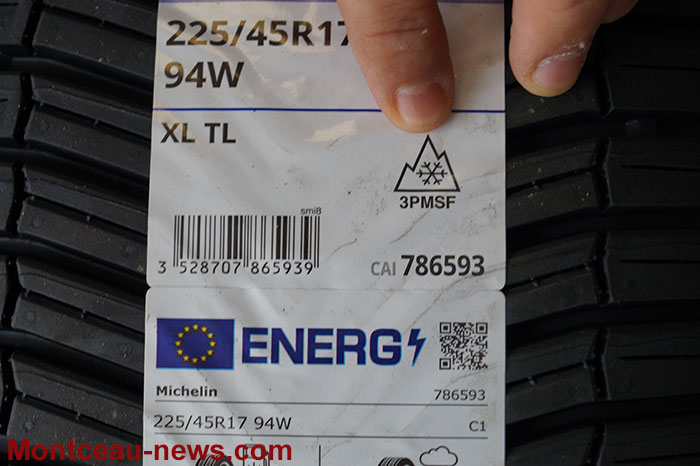 225/45R17
94W
XL TL
3PMSF
smi8
3 528707 865939
CAI 786593
ENERG
Michelin 786593
225/45R17 94W C1
Montceau-news.com